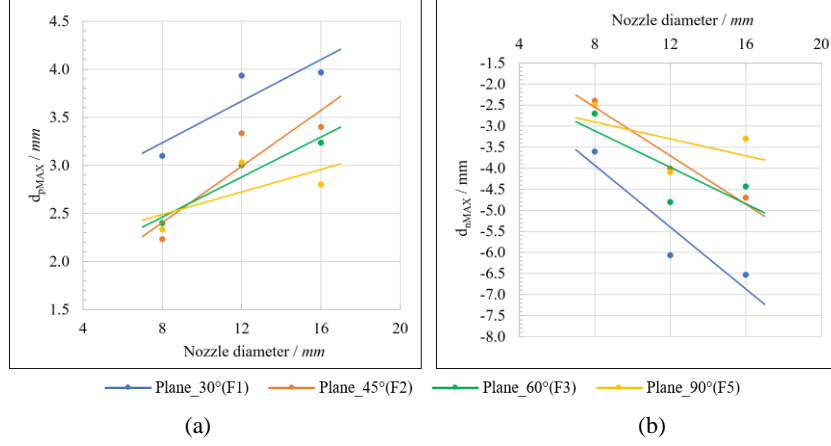 4.5
4.0
3.5
3.0
2.5
2.0
1.5
4 8 12 16 20
d_pMAX / mm
Nozzle diameter / mm
Nozzle diameter / mm
4 8 12 16 20
-1.5
-2.0
-2.5
-3.0
-3.5
-4.0
-4.5
-5.0
-5.5
-6.0
-6.5
-7.0
-7.5
-8.0
d_nMAX / mm
Plane_30°(F1) Plane_45°(F2) Plane_60°(F3) Plane_90°(F5)
(a) (b)